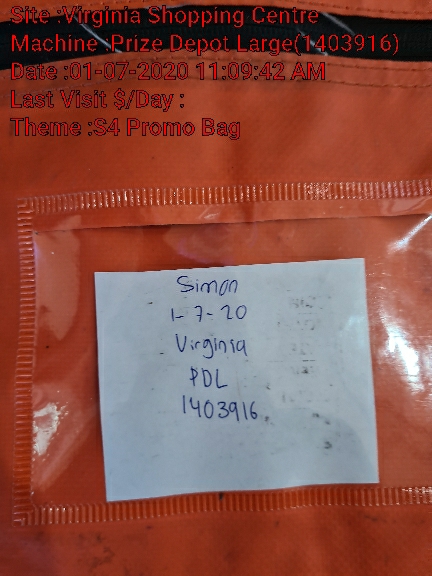 Site :Virginia Shopping Centre
Machine :Prize Depot Large(1403916)
Date :01-07-2020 11:09:42 AM
Last Visit $/Day :
Theme :S4 Promo Bag
Simon
1-7-20
Virginia
PDL
1403916